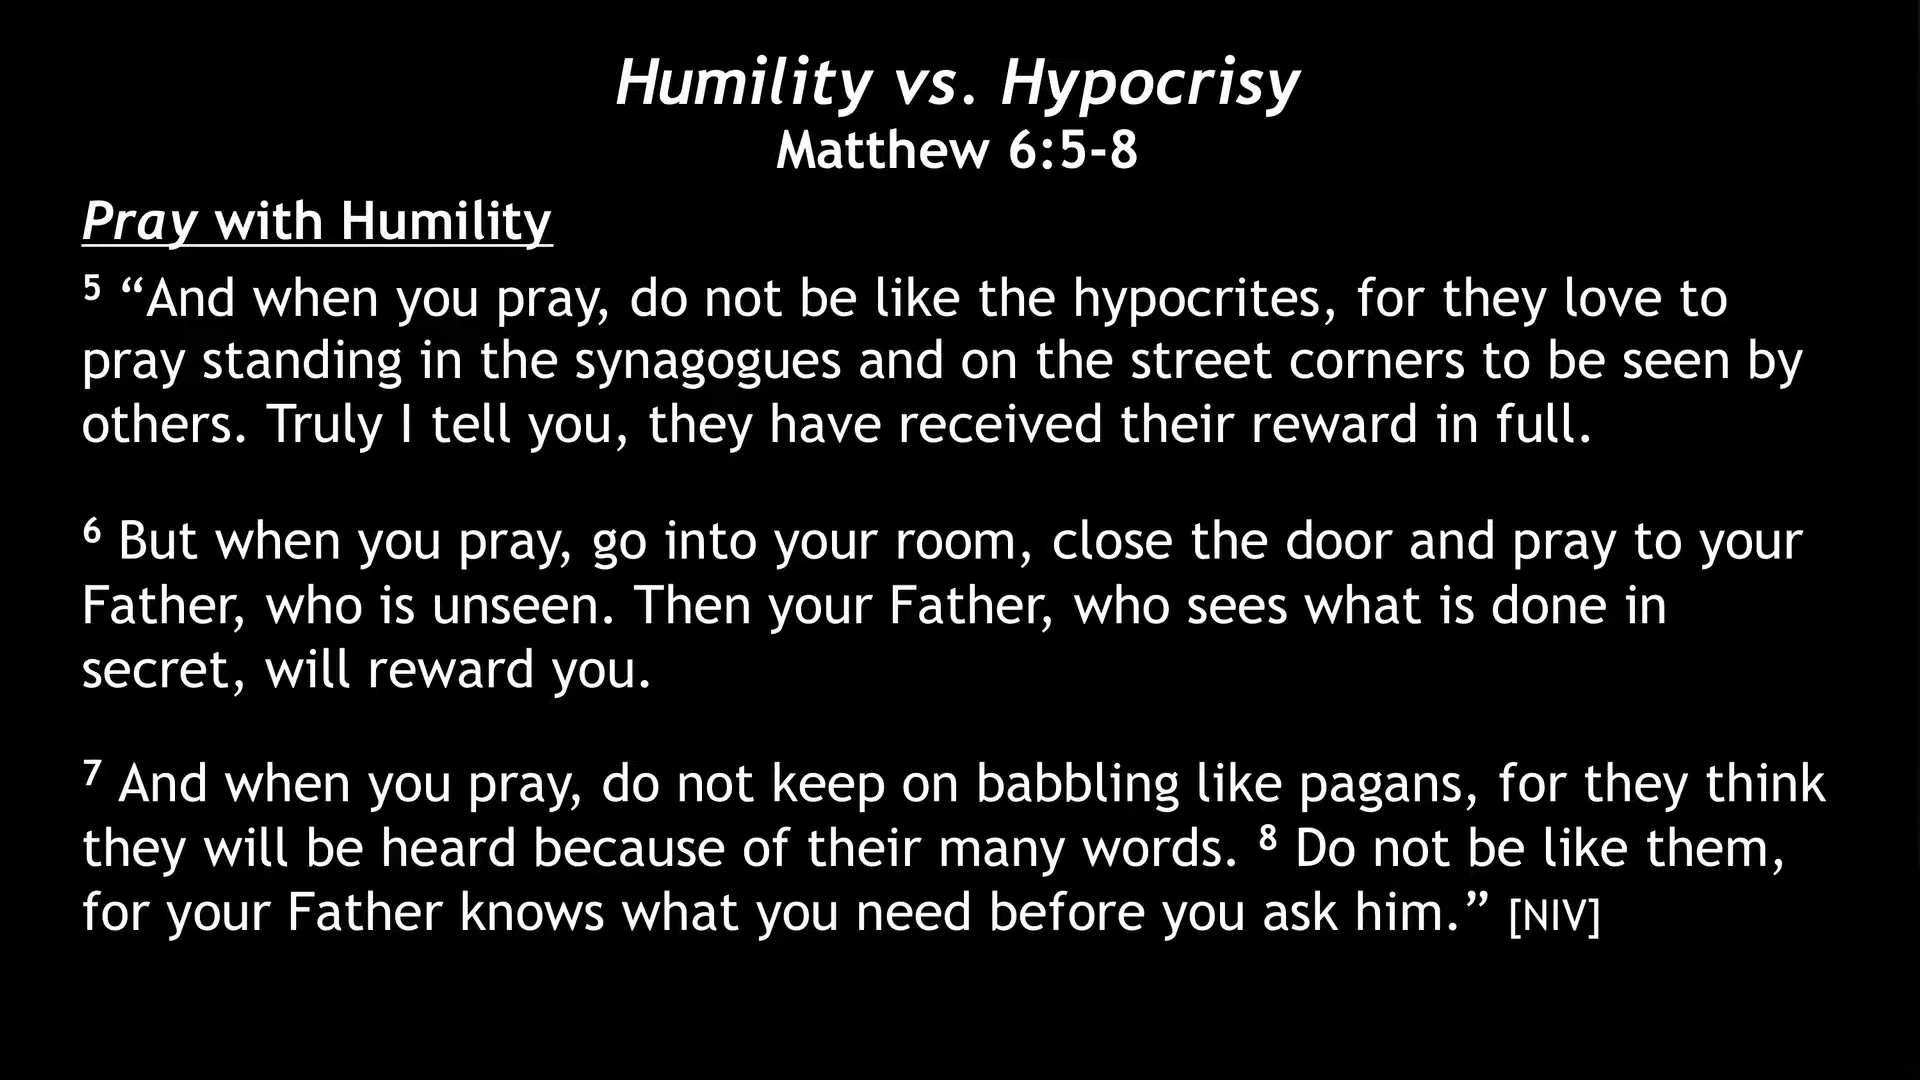 Humility vs. Hypocrisy
Matthew 6:5-8
Pray with Humility
5 “And when you pray, do not be like the hypocrites, for they love to
pray standing in the synagogues and on the street corners to be seen by
others. Truly I tell you, they have received their reward in full.
6 But when you pray, go into your room, close the door and pray to your
Father, who is unseen. Then your Father, who sees what is done in
secret, will reward you.
7 And when you pray, do not keep on babbling like pagans, for they think
they will be heard because of their many words. 8 Do not be like them,
for your Father knows what you need before you ask him.” [NIV]